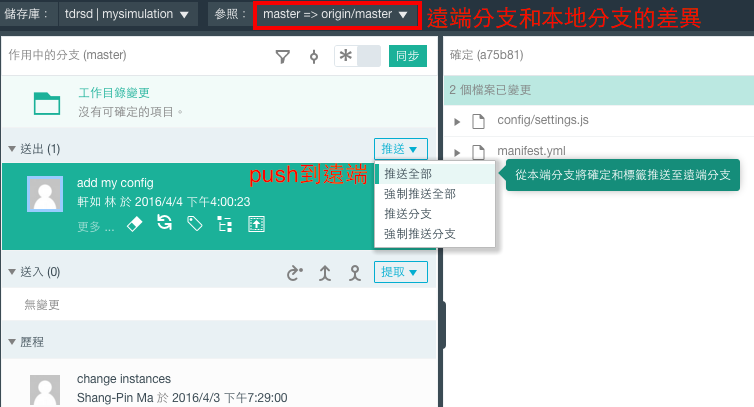 儲存庫： tdrsd | mysimulation ▼ 參照： master => origin/master ▼ 遠端分支和本地分支的差異
作用中的分支 (master) 同步
工作目錄變更
沒有可確定的項目。
送出 (1) 推送
push到遠端
add my config
軒如 林 於 2016/4/4 下午4:00:23
更多 ...
推送全部
強制推送全部
推送分支
強制推送分支
送入 (0) 提取
無變更
歷程
change instances
Shang-Pin Ma 於 2016/4/3 下午7:29:00
確定 (a75b81)
2 個檔案已變更
config/settings.js
manifest.yml
從本端分支將確定和標籤推送至遠端分支